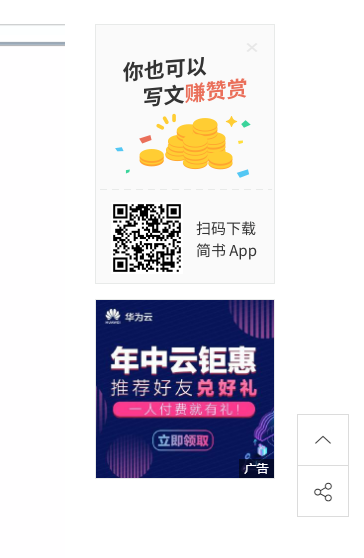 你也可以
写文赚赞赏
扫码下载
简书 App
华为云
年中云钜惠
推荐好友兑好礼
一人付费就有礼！
立即领取
广告